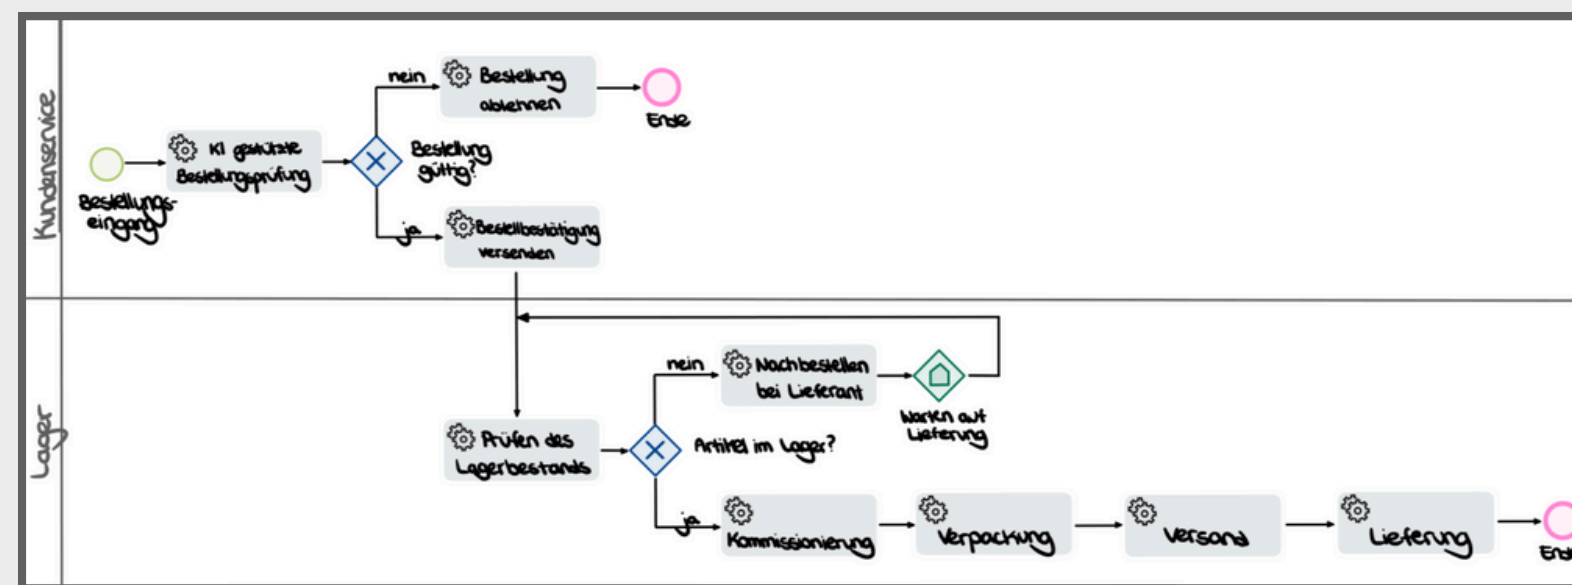 Kundenservice
Bestellungs-
eingang
KI gestützte
Bestellungsprüfung
Bestellung
gültig?
nein
Bestellung
ablehnen
Ende
ja
Bestellbestätigung
versenden
Lager
Prüfen des
Lagerbestands
Artikel im Lager?
nein
Nachbestellen
bei Lieferant
Warten auf
Lieferung
ja
Kommissionierung
Verpackung
Versand
Lieferung
Ende